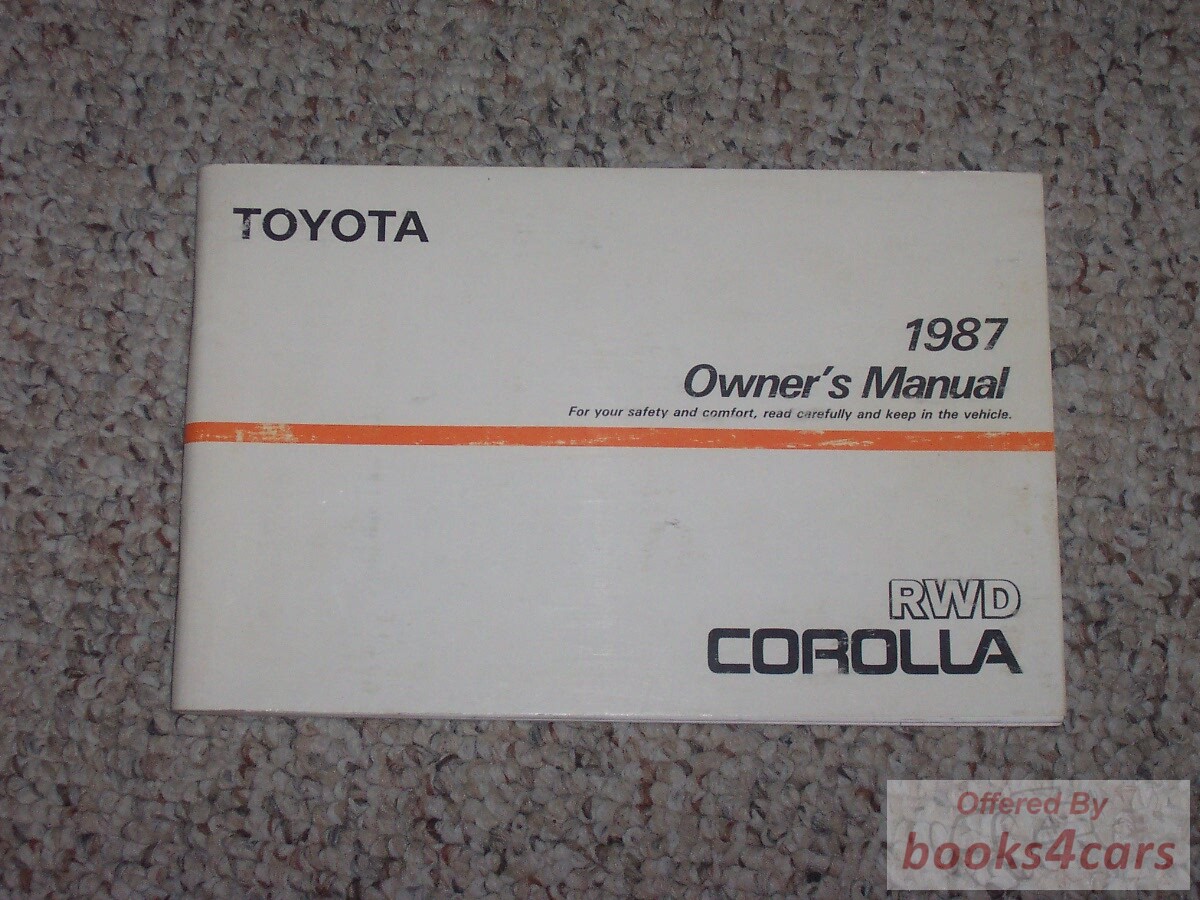 TOYOTA
1987
Owner's Manual
For your safety and comfort, read carefully and keep in the vehicle.
RWD
COROLLA
Offered By
books4cars